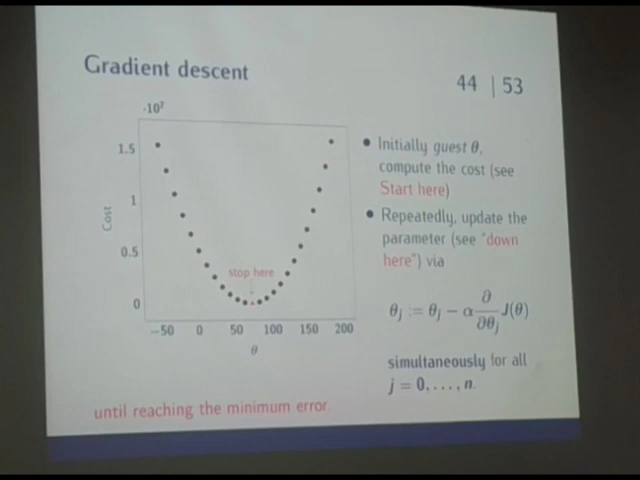 Gradient descent
44 | 53
·10⁷
1.5
1
0.5
0
Cost
stop here
−50 0 50 100 150 200
θ
• Initially guest θ,
compute the cost (see
Start here)
• Repeatedly, update the
parameter (see "down
here") via
θⱼ := θⱼ − α ∂/∂θⱼ J(θ)
simultaneously for all
j = 0, . . . , n.
until reaching the minimum error